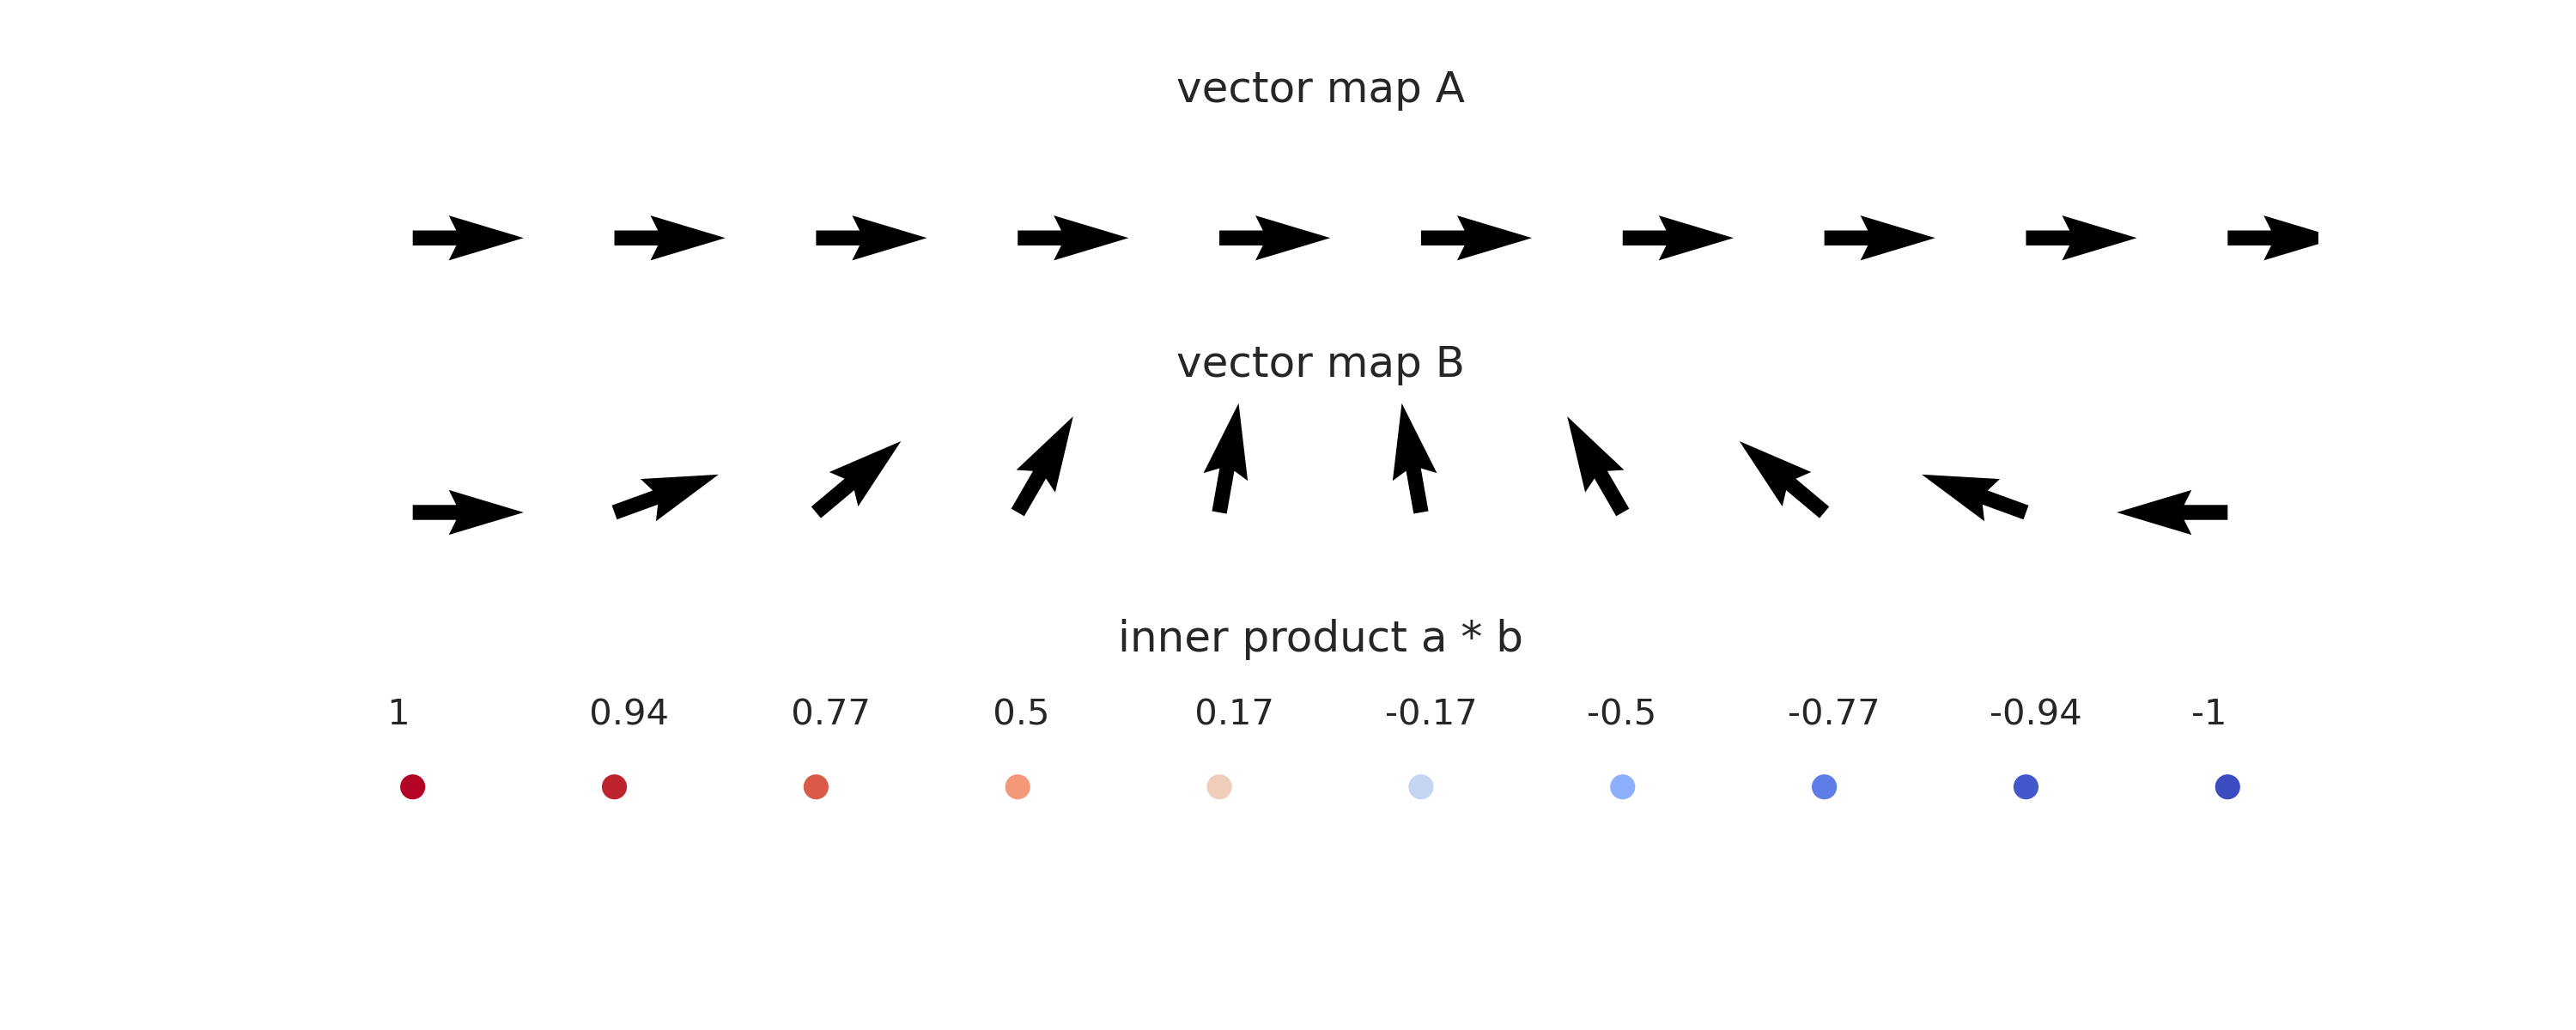 vector map A
vector map B
inner product a * b
1 0.94 0.77 0.5 0.17 -0.17 -0.5 -0.77 -0.94 -1